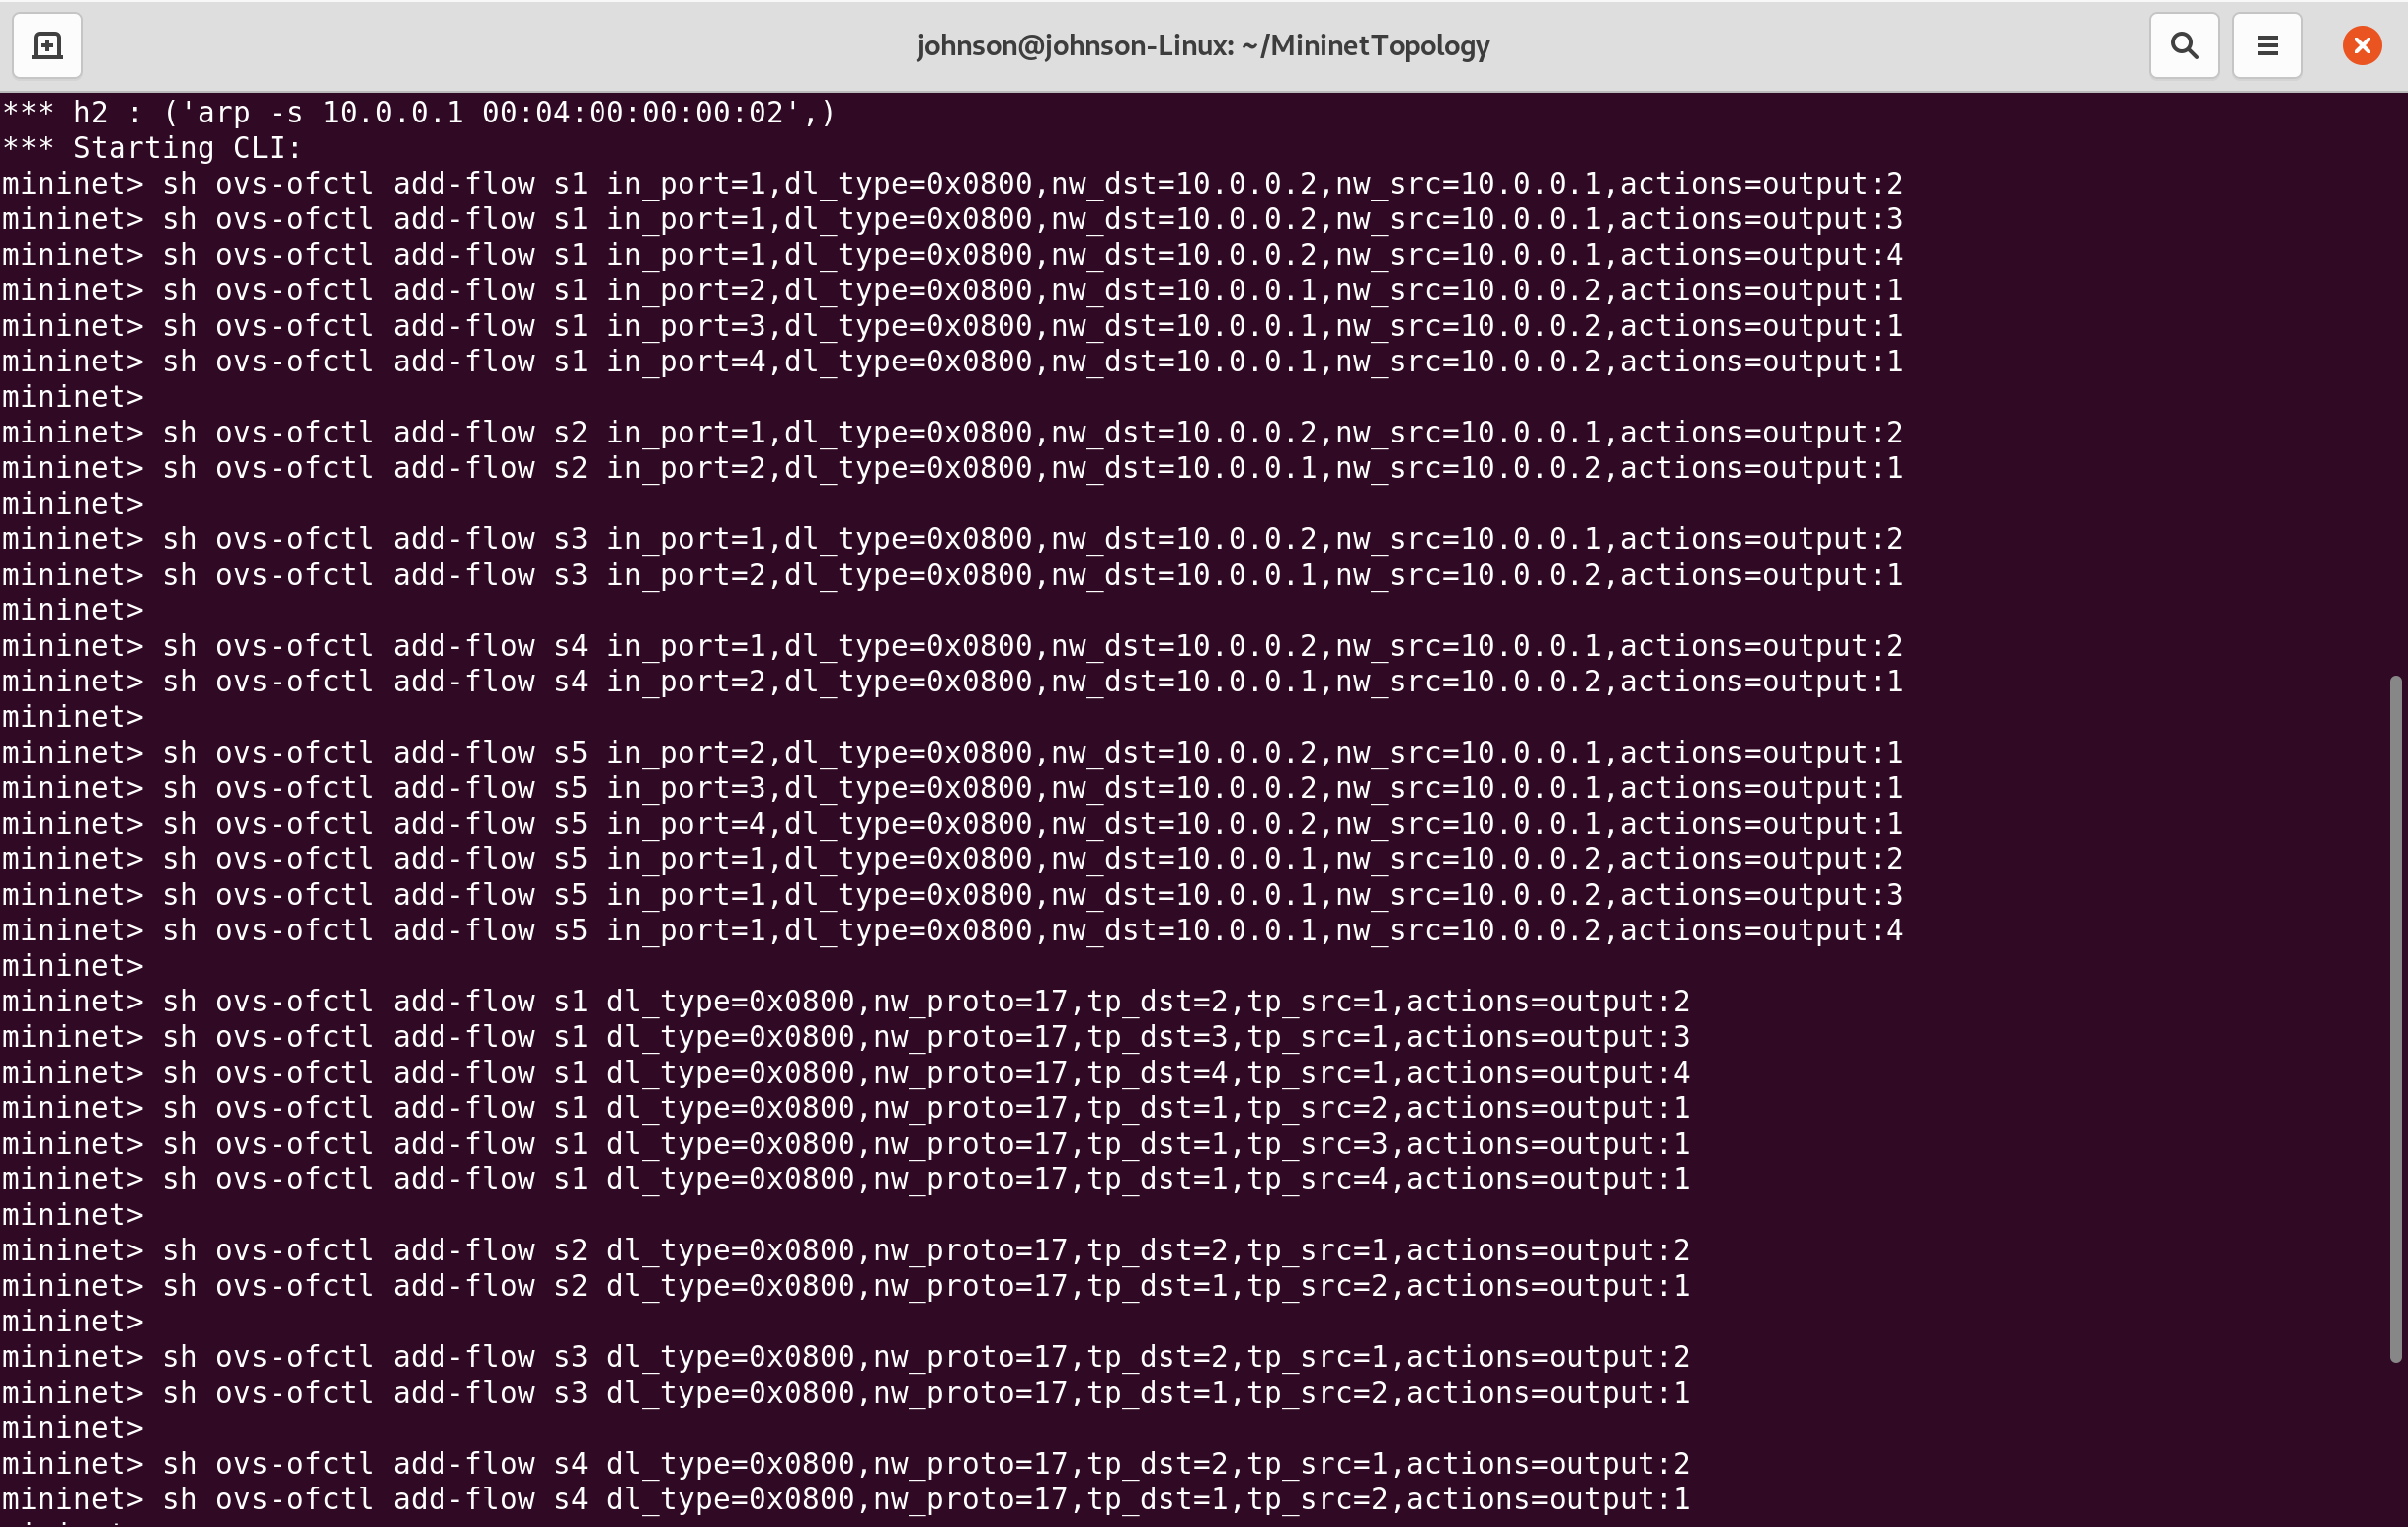 johnson@johnson-Linux: ~/MininetTopology
*** h2 : ('arp -s 10.0.0.1 00:04:00:00:00:02',)
*** Starting CLI:
mininet> sh ovs-ofctl add-flow s1 in_port=1,dl_type=0x0800,nw_dst=10.0.0.2,nw_src=10.0.0.1,actions=output:2
mininet> sh ovs-ofctl add-flow s1 in_port=1,dl_type=0x0800,nw_dst=10.0.0.2,nw_src=10.0.0.1,actions=output:3
mininet> sh ovs-ofctl add-flow s1 in_port=1,dl_type=0x0800,nw_dst=10.0.0.2,nw_src=10.0.0.1,actions=output:4
mininet> sh ovs-ofctl add-flow s1 in_port=2,dl_type=0x0800,nw_dst=10.0.0.1,nw_src=10.0.0.2,actions=output:1
mininet> sh ovs-ofctl add-flow s1 in_port=3,dl_type=0x0800,nw_dst=10.0.0.1,nw_src=10.0.0.2,actions=output:1
mininet> sh ovs-ofctl add-flow s1 in_port=4,dl_type=0x0800,nw_dst=10.0.0.1,nw_src=10.0.0.2,actions=output:1
mininet>
mininet> sh ovs-ofctl add-flow s2 in_port=1,dl_type=0x0800,nw_dst=10.0.0.2,nw_src=10.0.0.1,actions=output:2
mininet> sh ovs-ofctl add-flow s2 in_port=2,dl_type=0x0800,nw_dst=10.0.0.1,nw_src=10.0.0.2,actions=output:1
mininet>
mininet> sh ovs-ofctl add-flow s3 in_port=1,dl_type=0x0800,nw_dst=10.0.0.2,nw_src=10.0.0.1,actions=output:2
mininet> sh ovs-ofctl add-flow s3 in_port=2,dl_type=0x0800,nw_dst=10.0.0.1,nw_src=10.0.0.2,actions=output:1
mininet>
mininet> sh ovs-ofctl add-flow s4 in_port=1,dl_type=0x0800,nw_dst=10.0.0.2,nw_src=10.0.0.1,actions=output:2
mininet> sh ovs-ofctl add-flow s4 in_port=2,dl_type=0x0800,nw_dst=10.0.0.1,nw_src=10.0.0.2,actions=output:1
mininet>
mininet> sh ovs-ofctl add-flow s5 in_port=2,dl_type=0x0800,nw_dst=10.0.0.2,nw_src=10.0.0.1,actions=output:1
mininet> sh ovs-ofctl add-flow s5 in_port=3,dl_type=0x0800,nw_dst=10.0.0.2,nw_src=10.0.0.1,actions=output:1
mininet> sh ovs-ofctl add-flow s5 in_port=4,dl_type=0x0800,nw_dst=10.0.0.2,nw_src=10.0.0.1,actions=output:1
mininet> sh ovs-ofctl add-flow s5 in_port=1,dl_type=0x0800,nw_dst=10.0.0.1,nw_src=10.0.0.2,actions=output:2
mininet> sh ovs-ofctl add-flow s5 in_port=1,dl_type=0x0800,nw_dst=10.0.0.1,nw_src=10.0.0.2,actions=output:3
mininet> sh ovs-ofctl add-flow s5 in_port=1,dl_type=0x0800,nw_dst=10.0.0.1,nw_src=10.0.0.2,actions=output:4
mininet>
mininet> sh ovs-ofctl add-flow s1 dl_type=0x0800,nw_proto=17,tp_dst=2,tp_src=1,actions=output:2
mininet> sh ovs-ofctl add-flow s1 dl_type=0x0800,nw_proto=17,tp_dst=3,tp_src=1,actions=output:3
mininet> sh ovs-ofctl add-flow s1 dl_type=0x0800,nw_proto=17,tp_dst=4,tp_src=1,actions=output:4
mininet> sh ovs-ofctl add-flow s1 dl_type=0x0800,nw_proto=17,tp_dst=1,tp_src=2,actions=output:1
mininet> sh ovs-ofctl add-flow s1 dl_type=0x0800,nw_proto=17,tp_dst=1,tp_src=3,actions=output:1
mininet> sh ovs-ofctl add-flow s1 dl_type=0x0800,nw_proto=17,tp_dst=1,tp_src=4,actions=output:1
mininet>
mininet> sh ovs-ofctl add-flow s2 dl_type=0x0800,nw_proto=17,tp_dst=2,tp_src=1,actions=output:2
mininet> sh ovs-ofctl add-flow s2 dl_type=0x0800,nw_proto=17,tp_dst=1,tp_src=2,actions=output:1
mininet>
mininet> sh ovs-ofctl add-flow s3 dl_type=0x0800,nw_proto=17,tp_dst=2,tp_src=1,actions=output:2
mininet> sh ovs-ofctl add-flow s3 dl_type=0x0800,nw_proto=17,tp_dst=1,tp_src=2,actions=output:1
mininet>
mininet> sh ovs-ofctl add-flow s4 dl_type=0x0800,nw_proto=17,tp_dst=2,tp_src=1,actions=output:2
mininet> sh ovs-ofctl add-flow s4 dl_type=0x0800,nw_proto=17,tp_dst=1,tp_src=2,actions=output:1